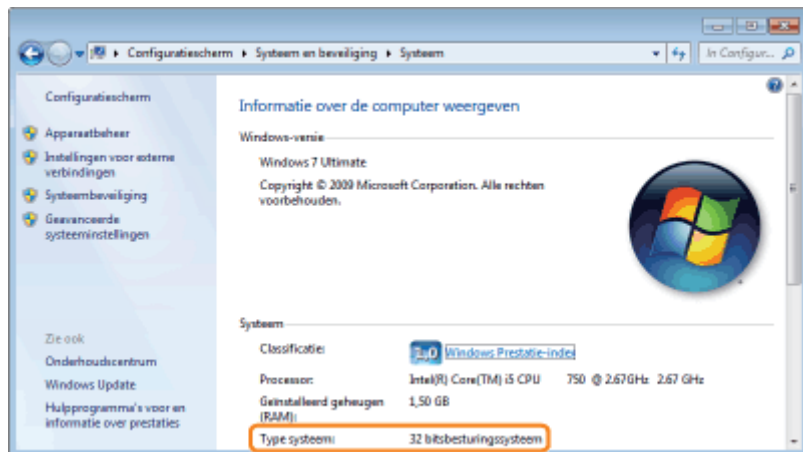 Configuratiescherm ▸ Systeem en beveiliging ▸ Systeem
In Configur...
Configuratiescherm
Apparaatbeheer
Instellingen voor externe
verbindingen
Systeembeveiliging
Geavanceerde
systeeminstellingen
Zie ook
Onderhoudscentrum
Windows Update
Hulpprogramma's voor en
informatie over prestaties
Informatie over de computer weergeven
Windows-versie
Windows 7 Ultimate
Copyright © 2009 Microsoft Corporation. Alle rechten
voorbehouden.
Systeem
Classificatie: 1,0 Windows Prestatie-index
Processor: Intel(R) Core(TM) i5 CPU 750 @ 2.67GHz 2.67 GHz
Geïnstalleerd geheugen 1,50 GB
(RAM):
Type systeem: 32 bitsbesturingssysteem